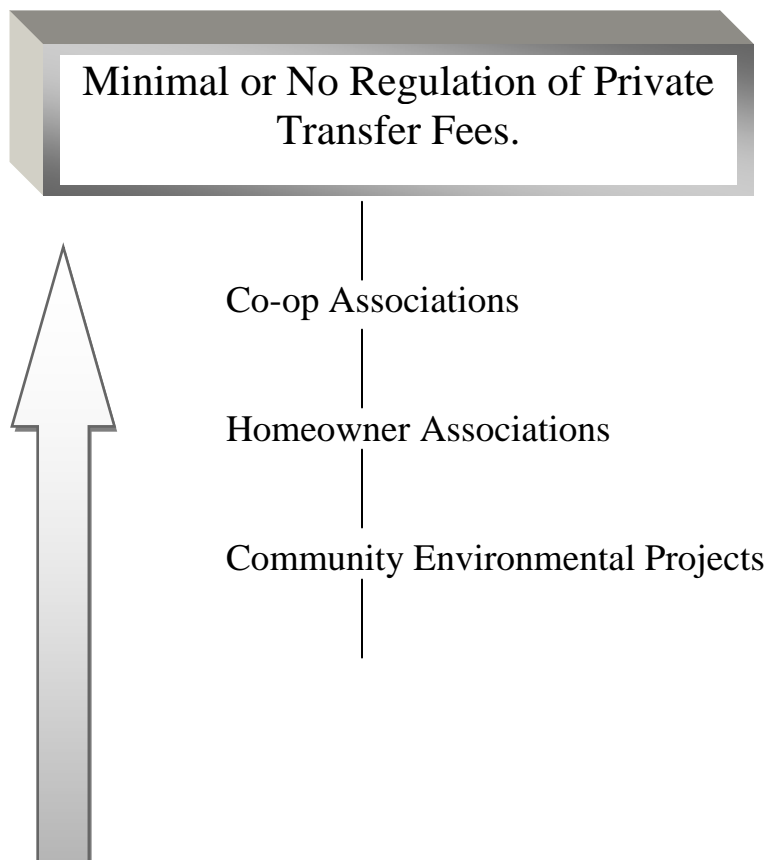 Minimal or No Regulation of Private
Transfer Fees.
Co-op Associations
Homeowner Associations
Community Environmental Projects